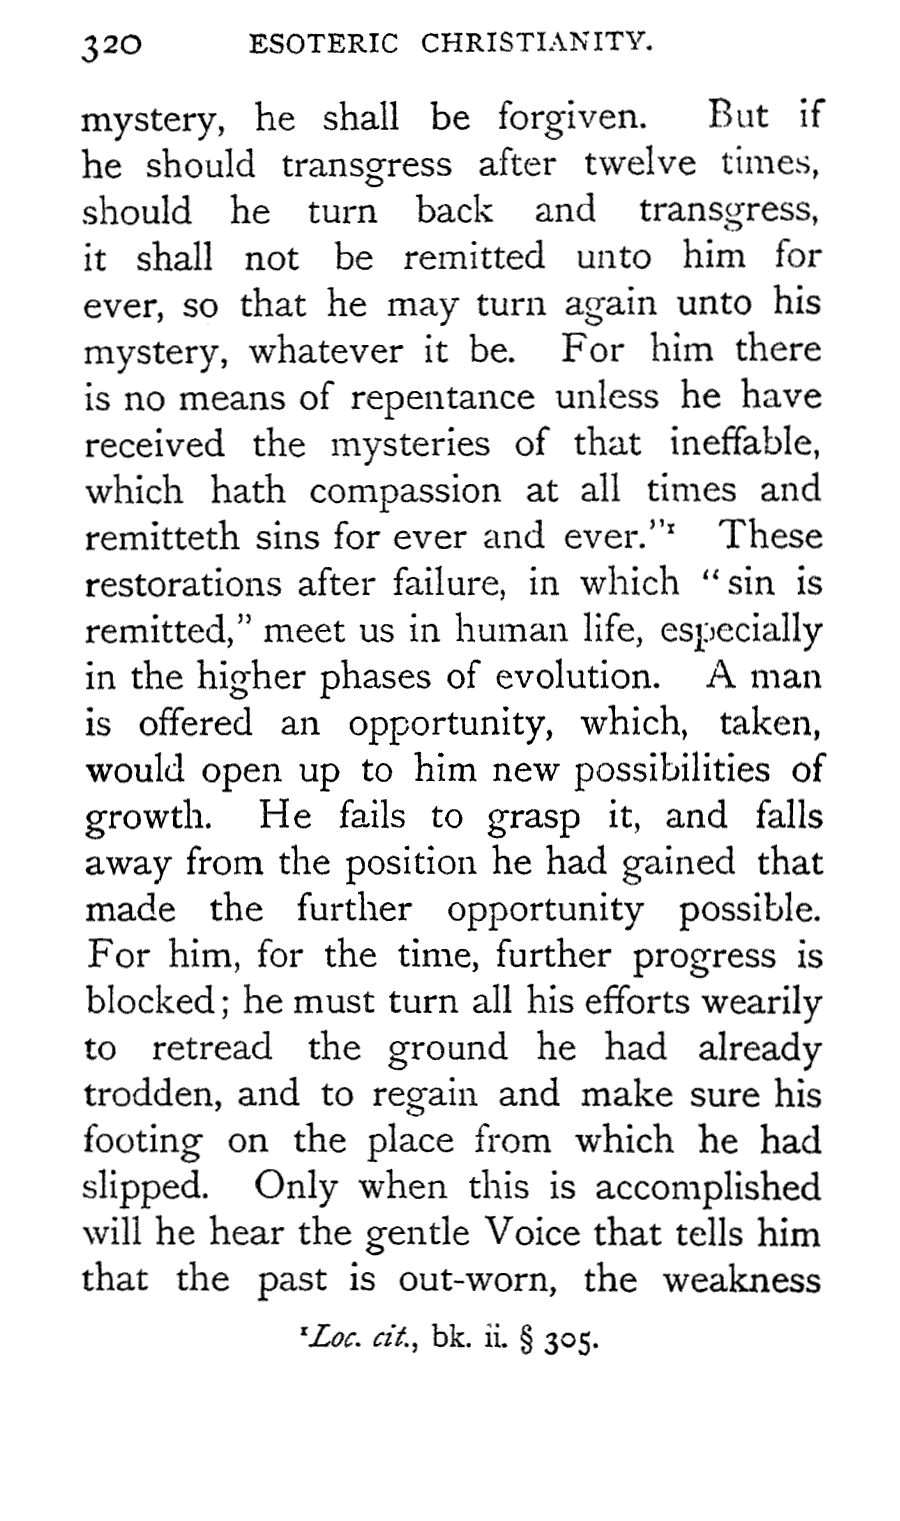 320 ESOTERIC CHRISTIANITY.
mystery, he shall be forgiven. But if
he should transgress after twelve times,
should he turn back and transgress,
it shall not be remitted unto him for
ever, so that he may turn again unto his
mystery, whatever it be. For him there
is no means of repentance unless he have
received the mysteries of that ineffable,
which hath compassion at all times and
remitteth sins for ever and ever."¹ These
restorations after failure, in which "sin is
remitted," meet us in human life, especially
in the higher phases of evolution. A man
is offered an opportunity, which, taken,
would open up to him new possibilities of
growth. He fails to grasp it, and falls
away from the position he had gained that
made the further opportunity possible.
For him, for the time, further progress is
blocked; he must turn all his efforts wearily
to retread the ground he had already
trodden, and to regain and make sure his
footing on the place from which he had
slipped. Only when this is accomplished
will he hear the gentle Voice that tells him
that the past is out-worn, the weakness
¹Loc. cit., bk. ii. § 305.